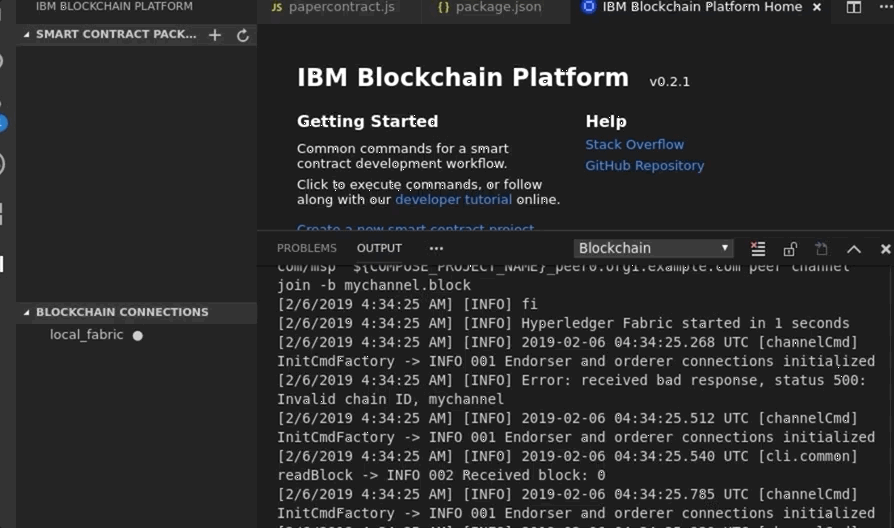 IBM BLOCKCHAIN PLATFORM
JS papercontract.js
{} package.json
IBM Blockchain Platform Home ×
SMART CONTRACT PACK...
IBM Blockchain Platform v0.2.1
Getting Started
Common commands for a smart
contract development workflow.
Click to execute commands, or follow
along with our developer tutorial online.
Create a new smart contract project
Help
Stack Overflow
GitHub Repository
PROBLEMS OUTPUT ... Blockchain
com/msp" ${COMPOSE_PROJECT_NAME}_peer0.org1.example.com peer channel
join -b mychannel.block
[2/6/2019 4:34:25 AM] [INFO] fi
[2/6/2019 4:34:25 AM] [INFO] Hyperledger Fabric started in 1 seconds
[2/6/2019 4:34:25 AM] [INFO] 2019-02-06 04:34:25.268 UTC [channelCmd]
InitCmdFactory -> INFO 001 Endorser and orderer connections initialized
[2/6/2019 4:34:25 AM] [INFO] Error: received bad response, status 500:
Invalid chain ID, mychannel
[2/6/2019 4:34:25 AM] [INFO] 2019-02-06 04:34:25.512 UTC [channelCmd]
InitCmdFactory -> INFO 001 Endorser and orderer connections initialized
[2/6/2019 4:34:25 AM] [INFO] 2019-02-06 04:34:25.540 UTC [cli.common]
readBlock -> INFO 002 Received block: 0
[2/6/2019 4:34:25 AM] [INFO] 2019-02-06 04:34:25.785 UTC [channelCmd]
InitCmdFactory -> INFO 001 Endorser and orderer connections initialized
BLOCKCHAIN CONNECTIONS
local_fabric